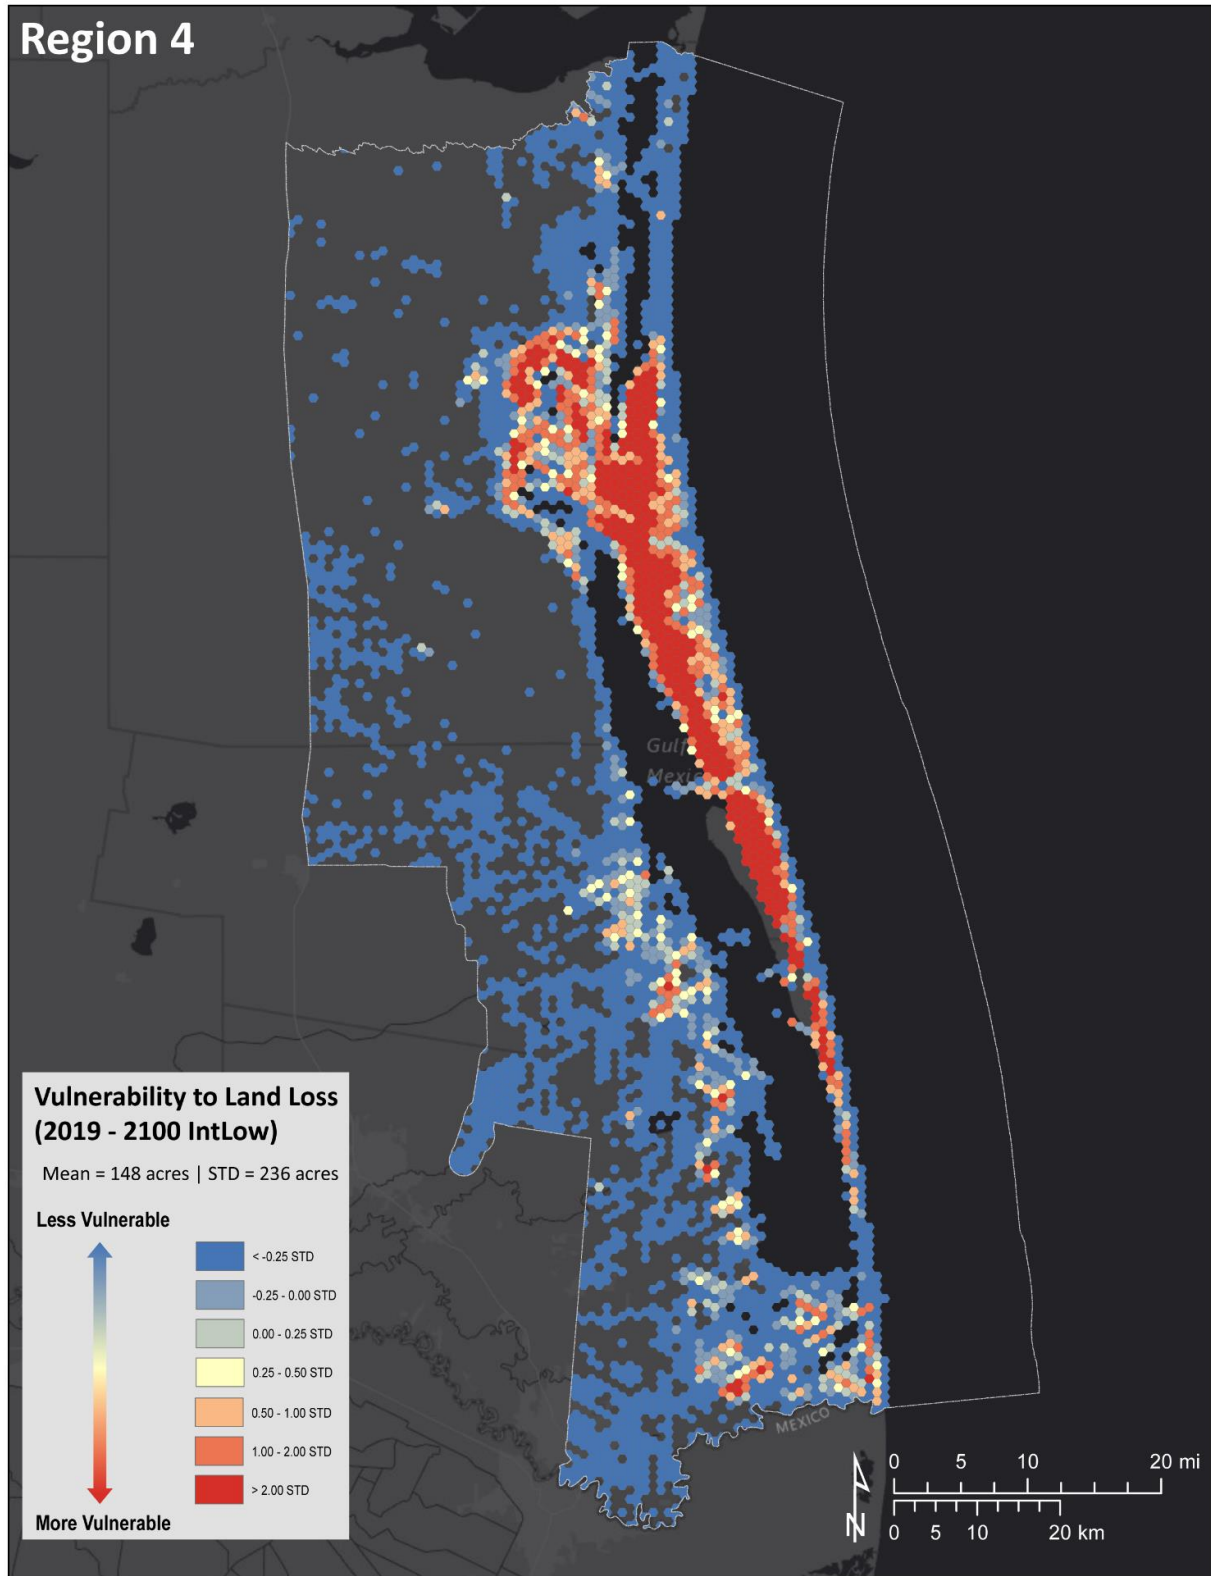 Region 4
Gulf
Mexic
Vulnerability to Land Loss
(2019 - 2100 IntLow)
Mean = 148 acres | STD = 236 acres
Less Vulnerable
< -0.25 STD
-0.25 - 0.00 STD
0.00 - 0.25 STD
0.25 - 0.50 STD
0.50 - 1.00 STD
1.00 - 2.00 STD
> 2.00 STD
More Vulnerable
MEXICO
N
0 5 10 20 mi
0 5 10 20 km